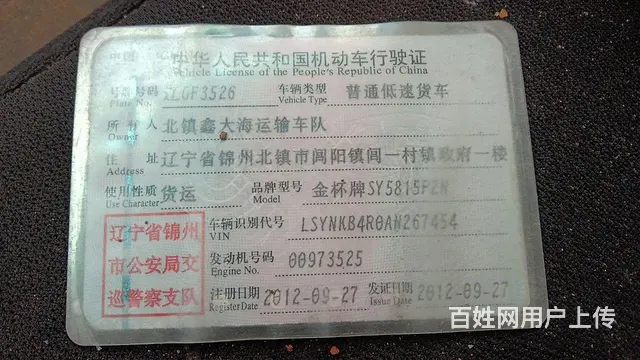 中华人民共和国机动车行驶证
Vehicle License of the People's Republic of China
号牌号码 辽GF3526 车辆类型 普通低速货车
Plate No. Vehicle Type
所有人 北镇鑫大海运输车队
Owner
住址 辽宁省锦州北镇市闾阳镇闾一村镇政府一楼
Address
使用性质 货运 品牌型号 金杯牌SY5815PZN
Use Character Model
车辆识别代号 LSYNKB4R0AN267454
VIN
发动机号码 00973525
Engine No.
注册日期 2012-09-27 发证日期 2012-09-27
Register Date Issue Date
辽宁省锦州
市公安局交
巡警察支队
百姓网用户上传